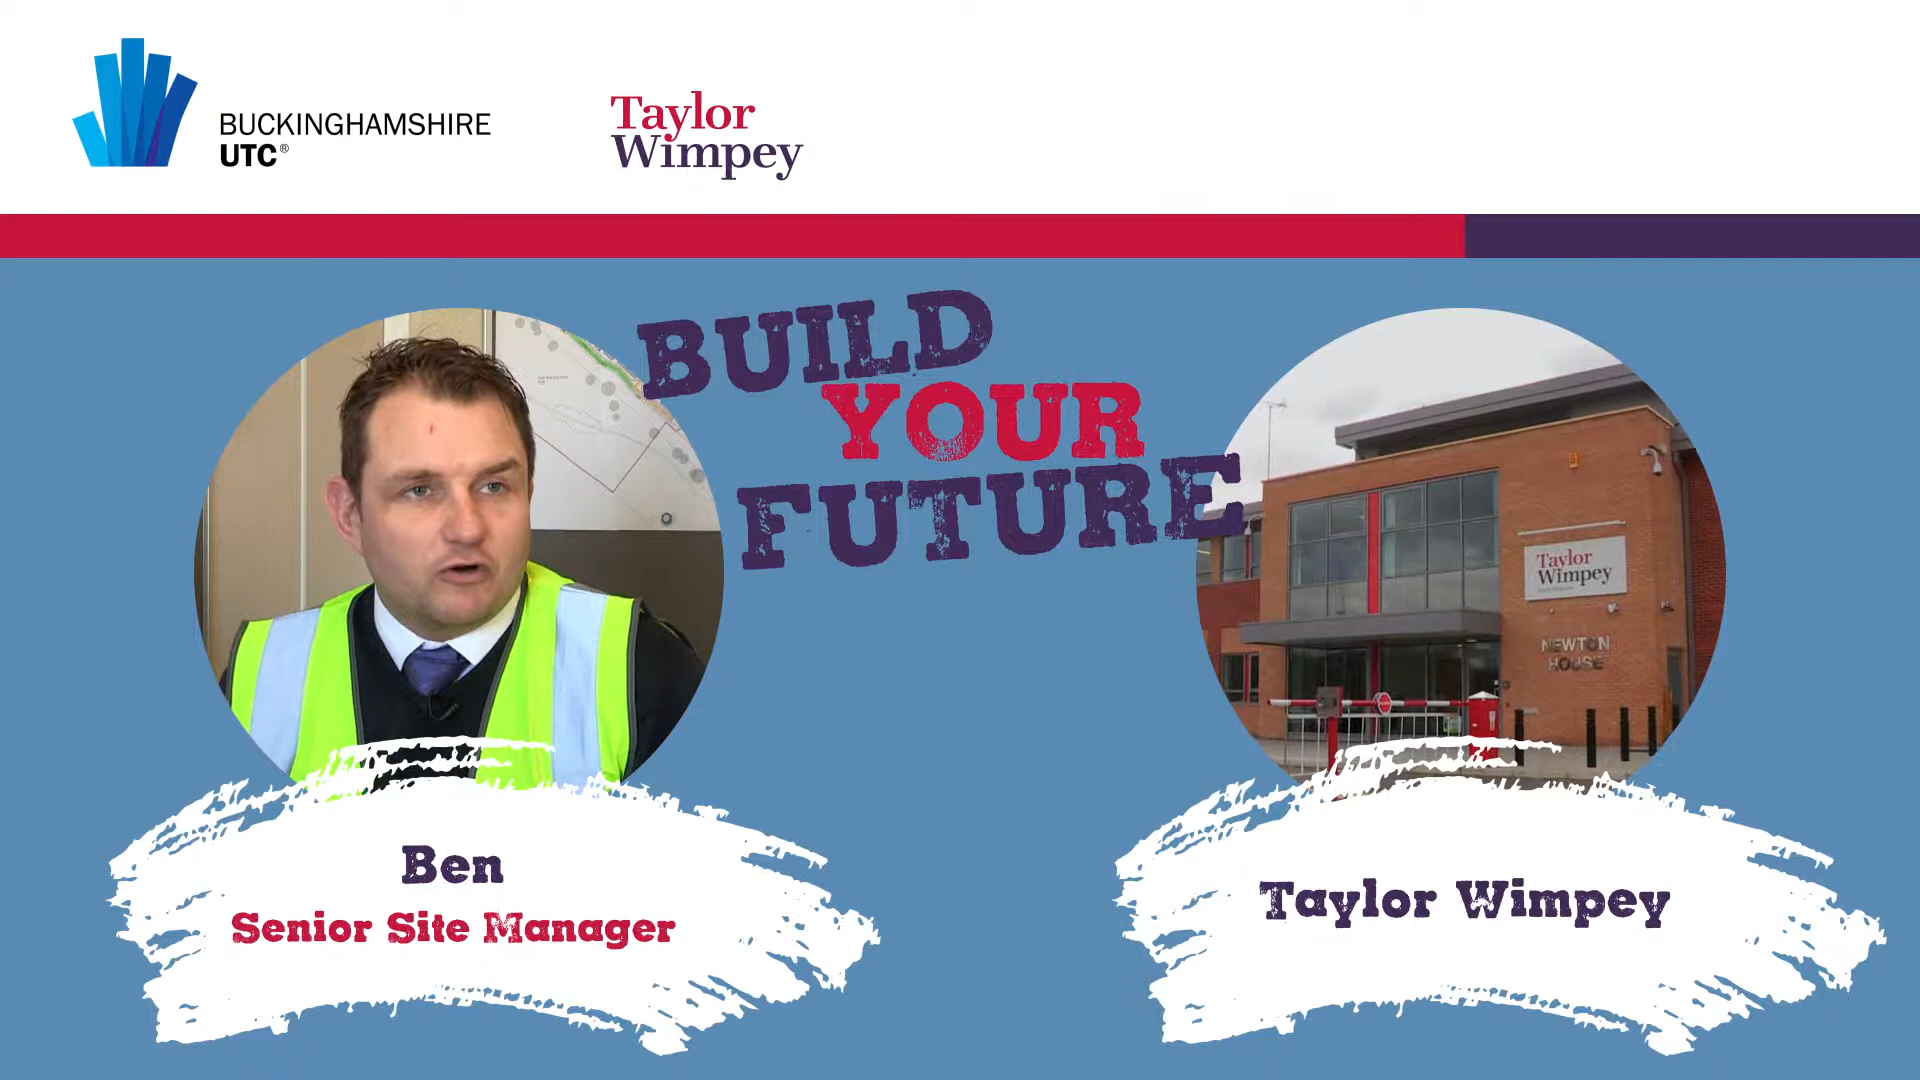 BUCKINGHAMSHIRE
UTC®
Taylor
Wimpey
BUILD
YOUR
FUTURE
Taylor
Wimpey
NEWTON
HOUSE
Ben
Senior Site Manager
Taylor Wimpey